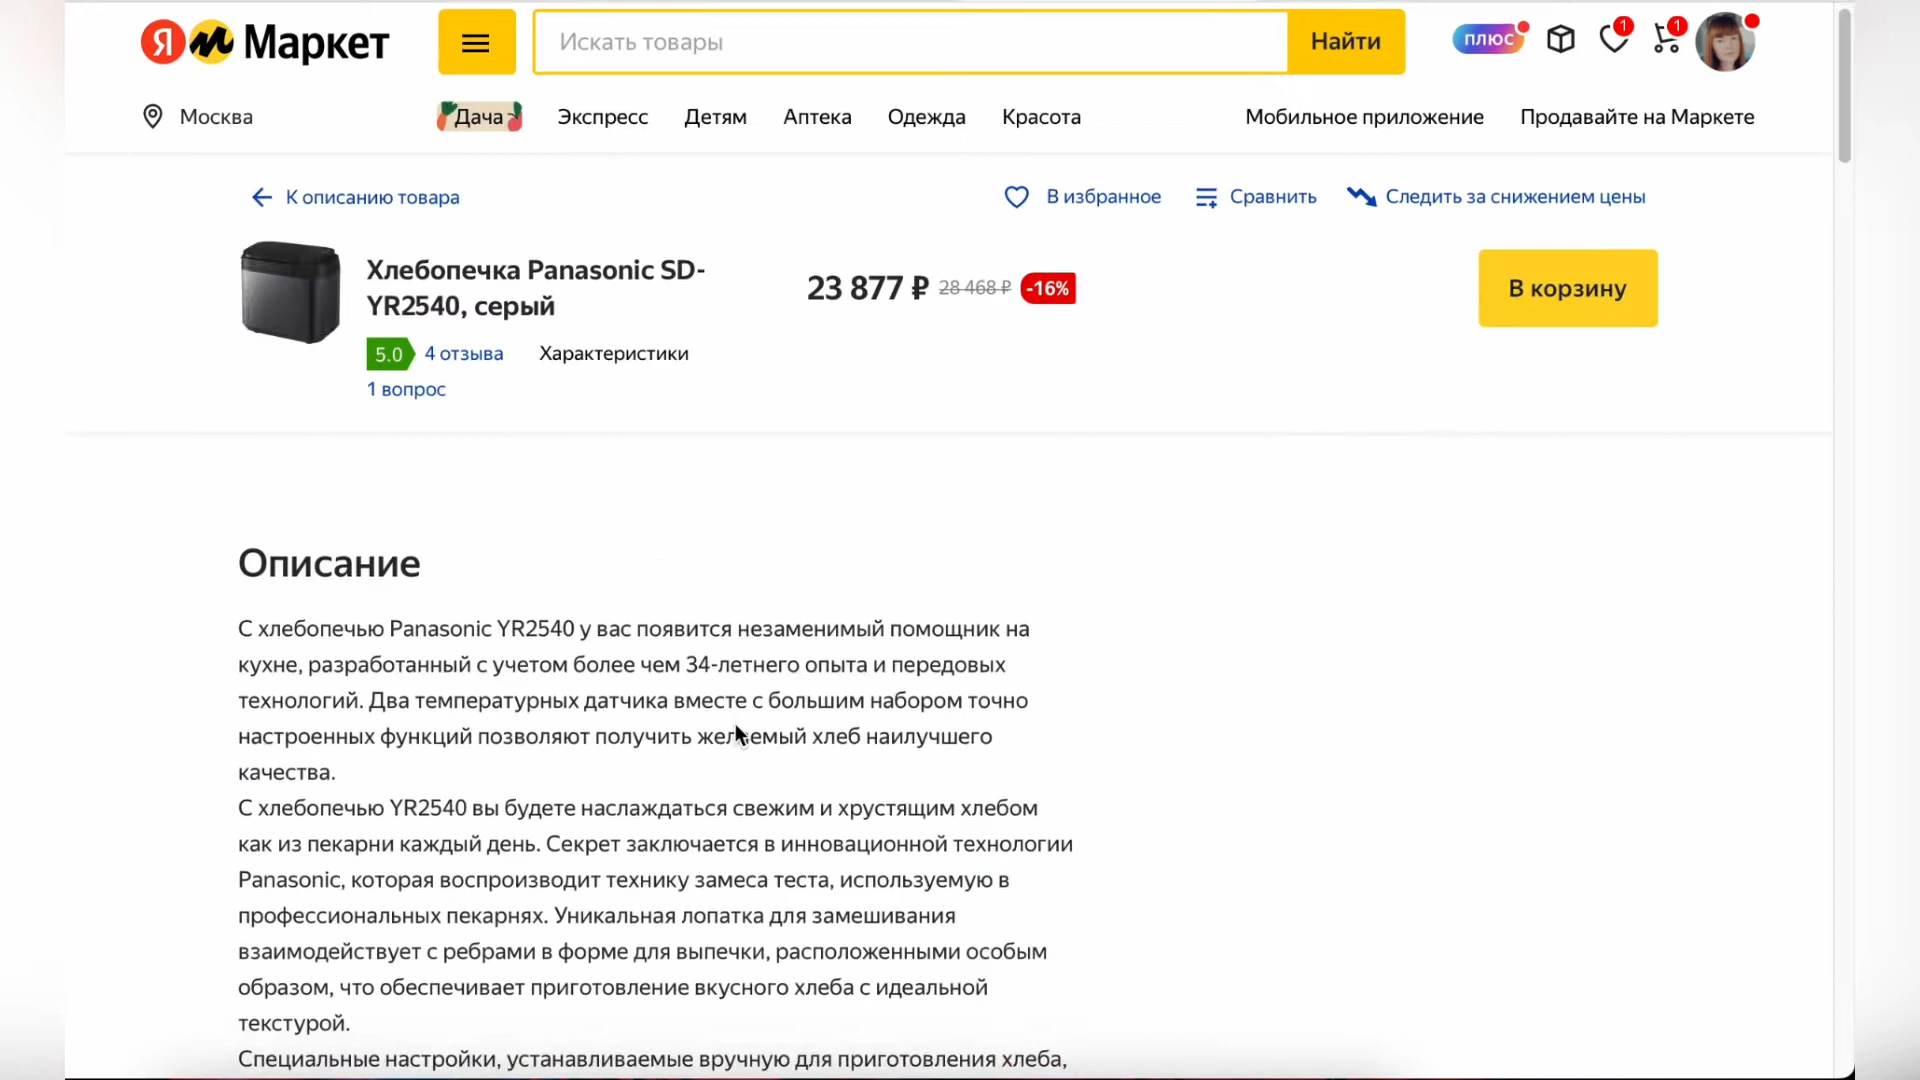 Я М Маркет
Искать товары
Найти
плюс
1
1
Москва
Дача
Экспресс
Детям
Аптека
Одежда
Красота
Мобильное приложение
Продавайте на Маркете
К описанию товара
В избранное
Сравнить
Следить за снижением цены
Хлебопечка Panasonic SD-
YR2540, серый
23 877 ₽ 28 468 ₽ -16%
В корзину
5.0 4 отзыва Характеристики
1 вопрос
Описание
С хлебопечью Panasonic YR2540 у вас появится незаменимый помощник на
кухне, разработанный с учетом более чем 34-летнего опыта и передовых
технологий. Два температурных датчика вместе с большим набором точно
настроенных функций позволяют получить желаемый хлеб наилучшего
качества.
С хлебопечью YR2540 вы будете наслаждаться свежим и хрустящим хлебом
как из пекарни каждый день. Секрет заключается в инновационной технологии
Panasonic, которая воспроизводит технику замеса теста, используемую в
профессиональных пекарнях. Уникальная лопатка для замешивания
взаимодействует с ребрами в форме для выпечки, расположенными особым
образом, что обеспечивает приготовление вкусного хлеба с идеальной
текстурой.
Специальные настройки, устанавливаемые вручную для приготовления хлеба,